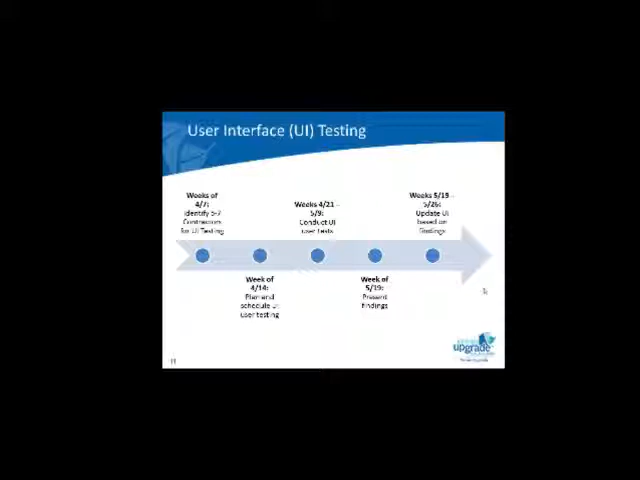 User Interface (UI) Testing
Weeks of
4/7:
Identify 5-7
Contractors
for UI Testing
Week of
4/14:
Plan and
schedule UI
user testing
Weeks 4/21 –
5/9:
Conduct UI
user tests
Week of
5/19:
Present
findings
Weeks 5/19 –
5/26:
Update UI
based on
findings
upgrade